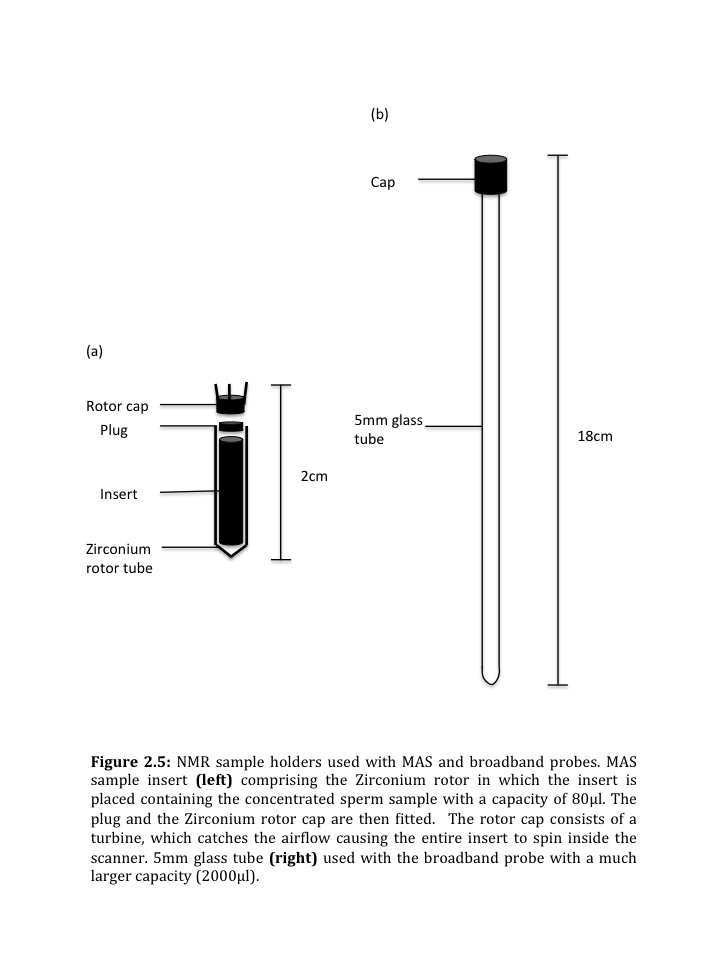 (b)
Cap
(a)
Rotor cap
Plug
5mm glass
tube
18cm
2cm
Insert
Zirconium
rotor tube
Figure 2.5: NMR sample holders used with MAS and broadband probes. MAS
sample insert (left) comprising the Zirconium rotor in which the insert is
placed containing the concentrated sperm sample with a capacity of 80μl. The
plug and the Zirconium rotor cap are then fitted. The rotor cap consists of a
turbine, which catches the airflow causing the entire insert to spin inside the
scanner. 5mm glass tube (right) used with the broadband probe with a much
larger capacity (2000μl).